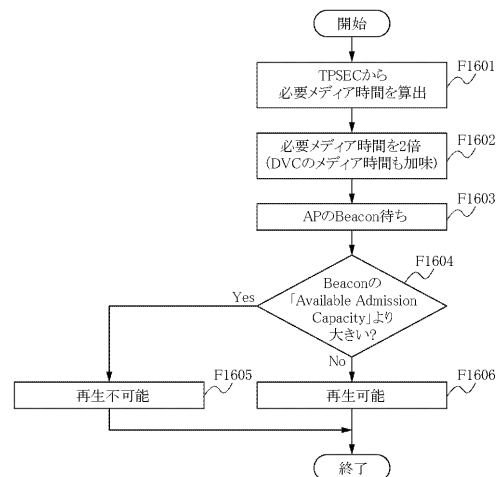 開始
F1601
TPSECから
必要メディア時間を算出
F1602
必要メディア時間を2倍
(DVCのメディア時間も加味)
F1603
APのBeacon待ち
F1604
Beaconの
「Available Admission
Capacity」より
大きい?
Yes
No
F1605
再生不可能
F1606
再生可能
終了